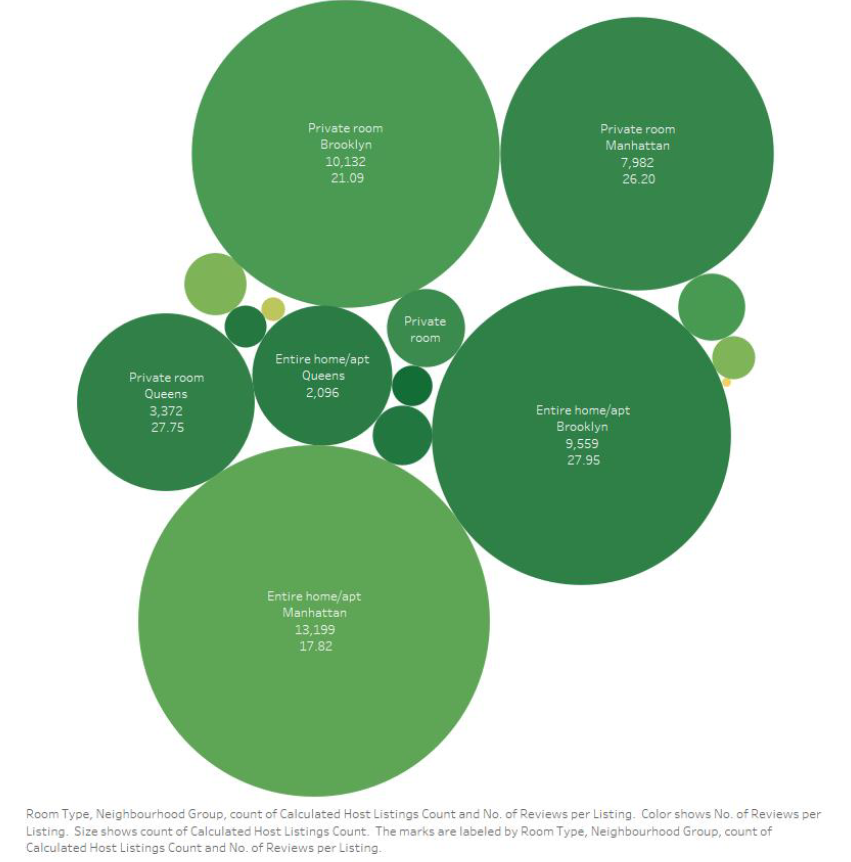 Private room
Brooklyn
10,132
21.09
Private room
Manhattan
7,982
26.20
Private
room
Entire home/apt
Queens
2,096
Private room
Queens
3,372
27.75
Entire home/apt
Brooklyn
9,559
27.95
Entire home/apt
Manhattan
13,199
17.82
Room Type, Neighbourhood Group, count of Calculated Host Listings Count and No. of Reviews per Listing.  Color shows No. of Reviews per
Listing.  Size shows count of Calculated Host Listings Count.  The marks are labeled by Room Type, Neighbourhood Group, count of
Calculated Host Listings Count and No. of Reviews per Listing.